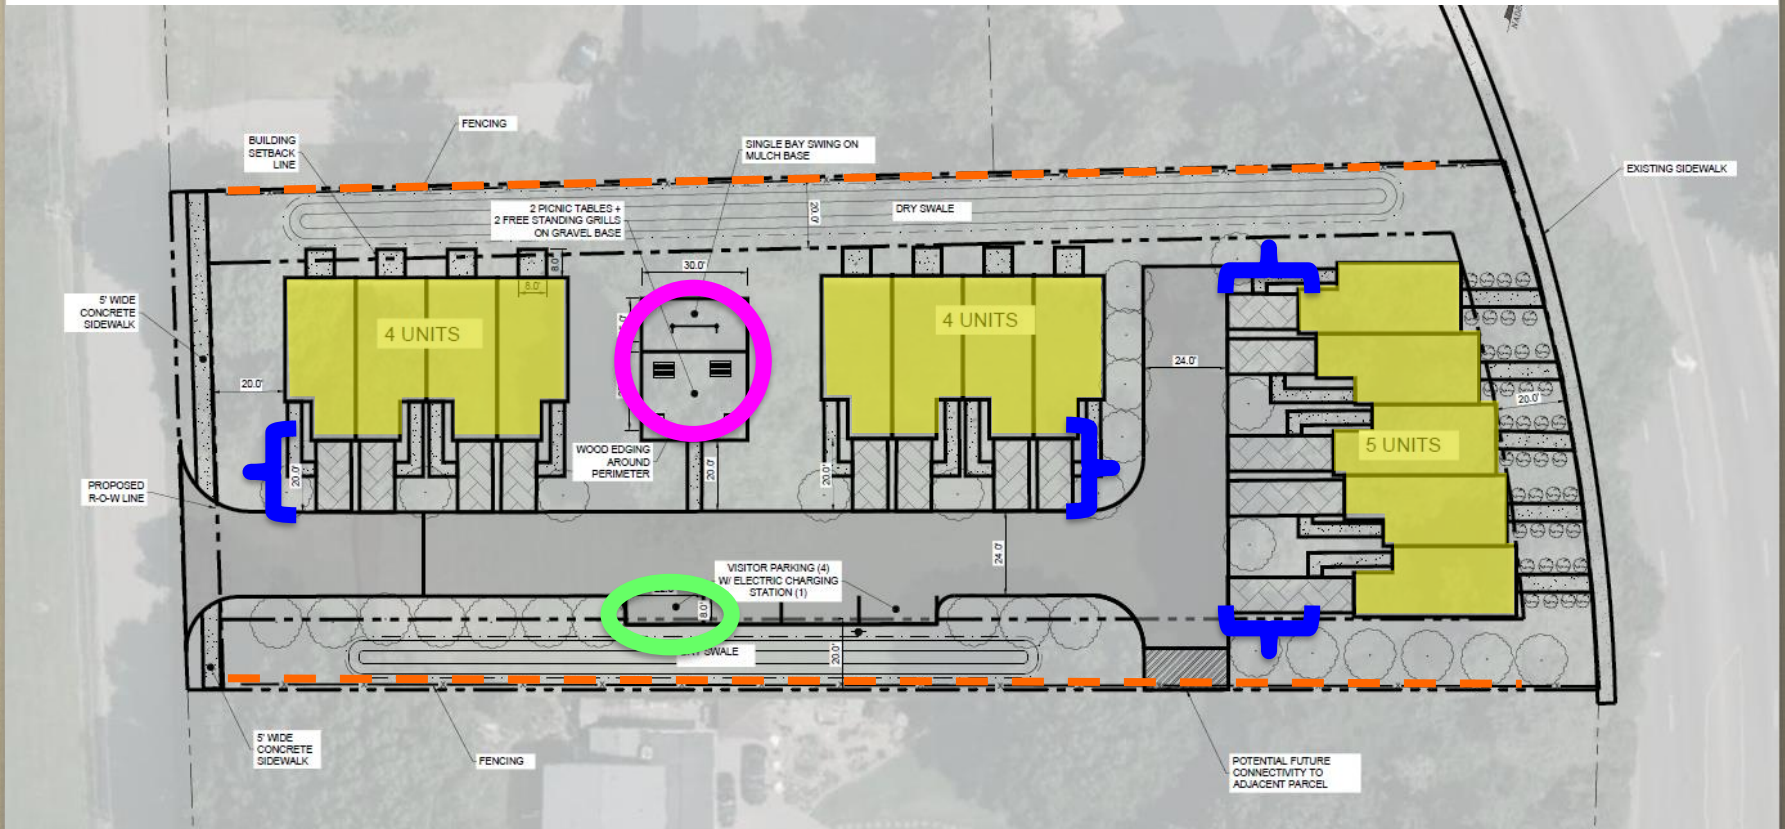 FENCING
BUILDING
SETBACK
LINE
SINGLE BAY SWING ON
MULCH BASE
EXISTING SIDEWALK
2 PICNIC TABLES +
2 FREE STANDING GRILLS
ON GRAVEL BASE
20.0'
DRY SWALE
8.0'
30.0'
8.0'
5' WIDE
CONCRETE
SIDEWALK
4 UNITS
4 UNITS
24.0'
20.0'
20.0'
5 UNITS
WOOD EDGING
AROUND
PERIMETER
20.0'
20.0'
20.0'
PROPOSED
R-O-W LINE
24.0'
VISITOR PARKING (4)
W/ ELECTRIC CHARGING
STATION (1)
8.0'
SWALE
20.0'
5' WIDE
CONCRETE
SIDEWALK
FENCING
POTENTIAL FUTURE
CONNECTIVITY TO
ADJACENT PARCEL